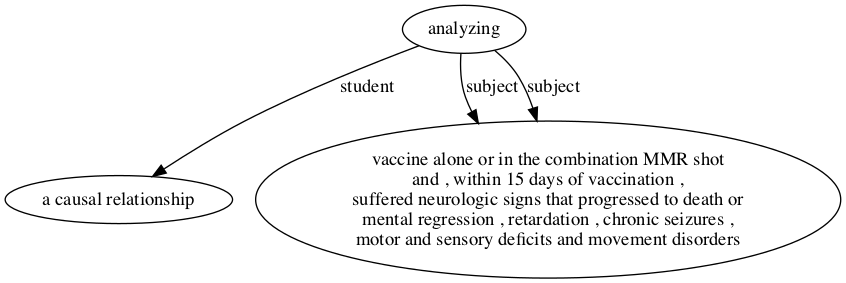 analyzing
student
subject
subject
a causal relationship
vaccine alone or in the combination MMR shot
and , within 15 days of vaccination ,
suffered neurologic signs that progressed to death or
mental regression , retardation , chronic seizures ,
motor and sensory deficits and movement disorders